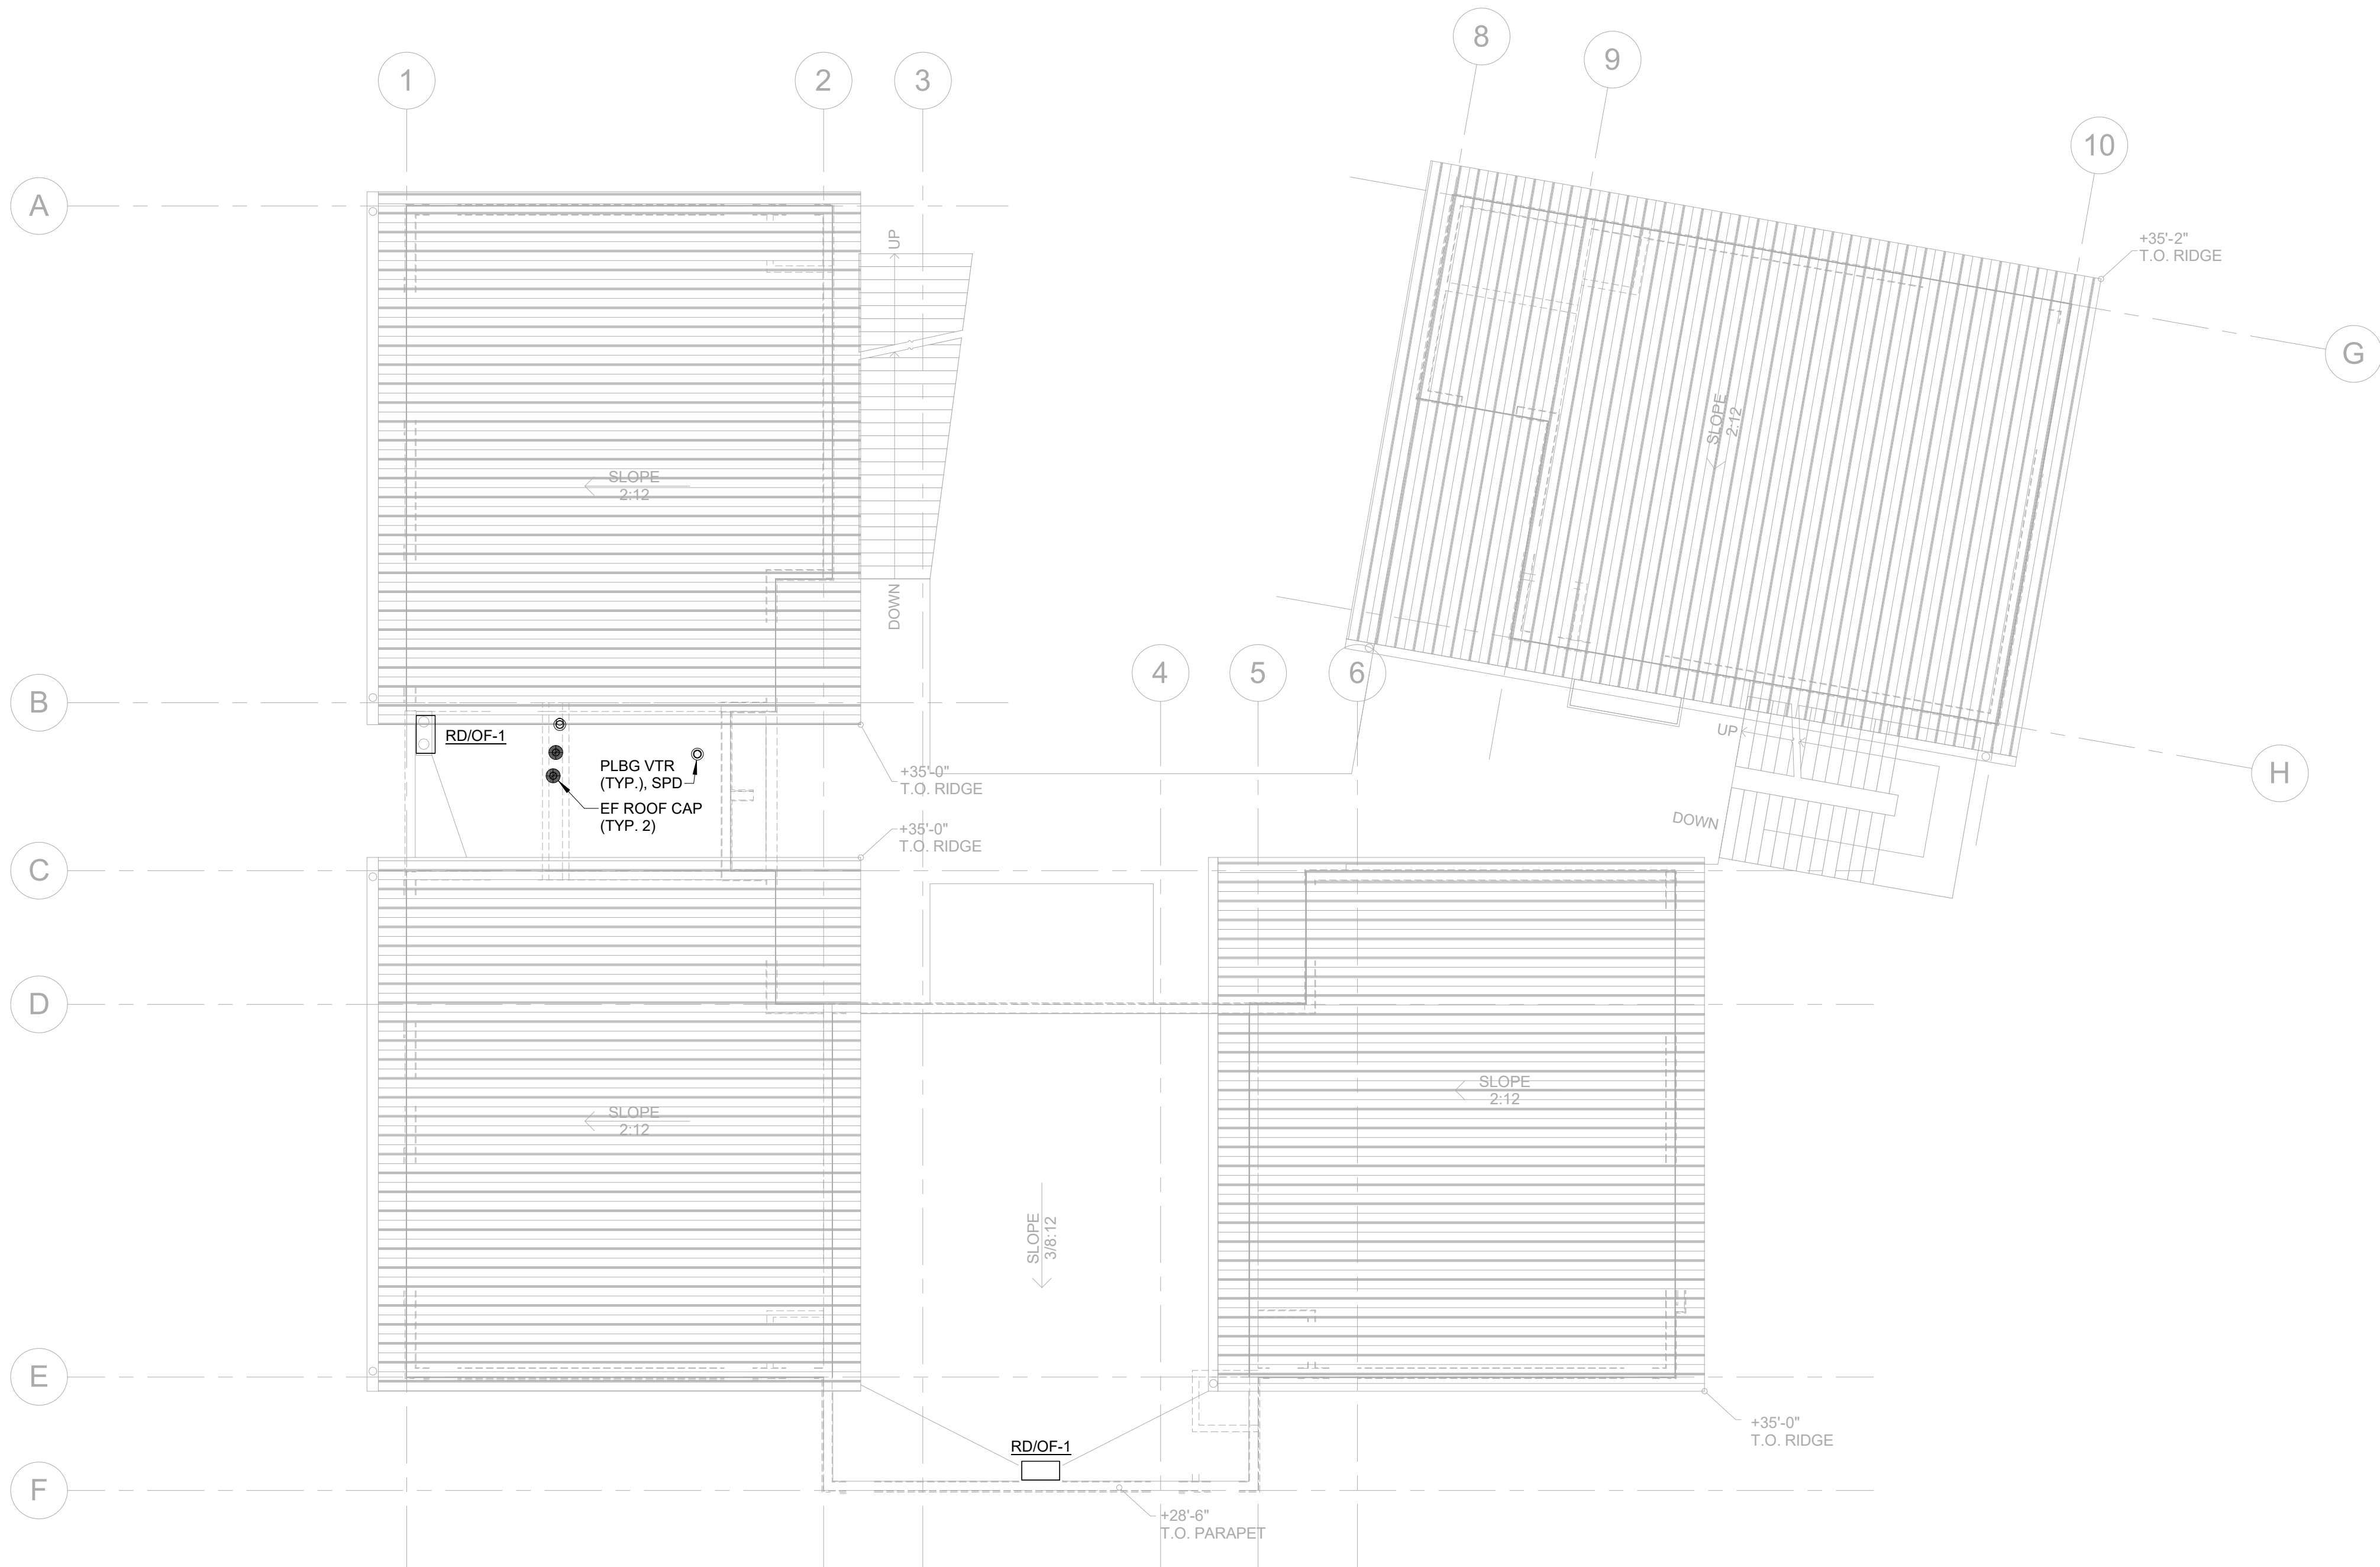 8
9
1
2
3
10
A
+35'-2"
T.O. RIDGE
UP
G
SLOPE
2:12
SLOPE
2:12
DOWN
4
5
6
B
RD/OF-1
UP
PLBG VTR
(TYP.), SPD
+35'-0"
T.O. RIDGE
H
EF ROOF CAP
(TYP. 2)
DOWN
+35'-0"
T.O. RIDGE
C
D
SLOPE
2:12
SLOPE
2:12
SLOPE
3/8:12
E
+35'-0"
T.O. RIDGE
RD/OF-1
F
+28'-6"
T.O. PARAPET